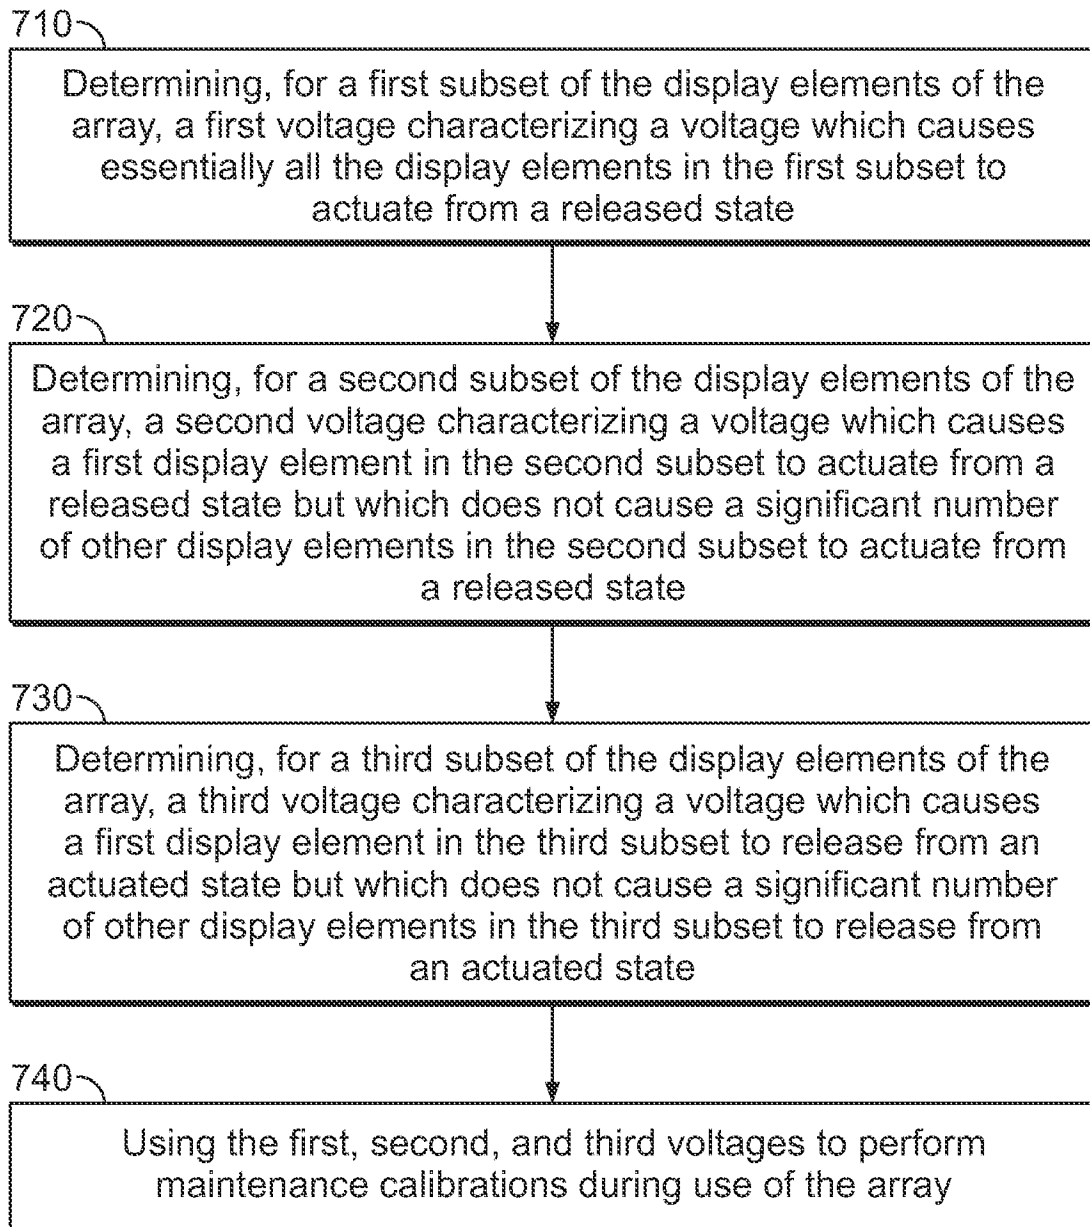 710
Determining, for a first subset of the display elements of the
array, a first voltage characterizing a voltage which causes
essentially all the display elements in the first subset to
actuate from a released state
720
Determining, for a second subset of the display elements of the
array, a second voltage characterizing a voltage which causes
a first display element in the second subset to actuate from a
released state but which does not cause a significant number
of other display elements in the second subset to actuate from
a released state
730
Determining, for a third subset of the display elements of the
array, a third voltage characterizing a voltage which causes
a first display element in the third subset to release from an
actuated state but which does not cause a significant number
of other display elements in the third subset to release from
an actuated state
740
Using the first, second, and third voltages to perform
maintenance calibrations during use of the array